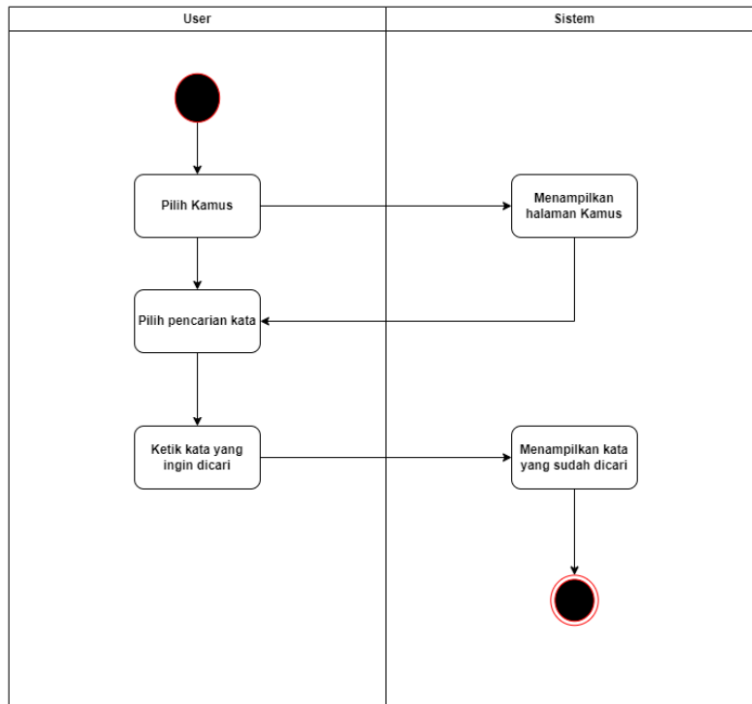 User
Sistem
Pilih Kamus
Menampilkan
halaman Kamus
Pilih pencarian kata
Ketik kata yang
ingin dicari
Menampilkan kata
yang sudah dicari